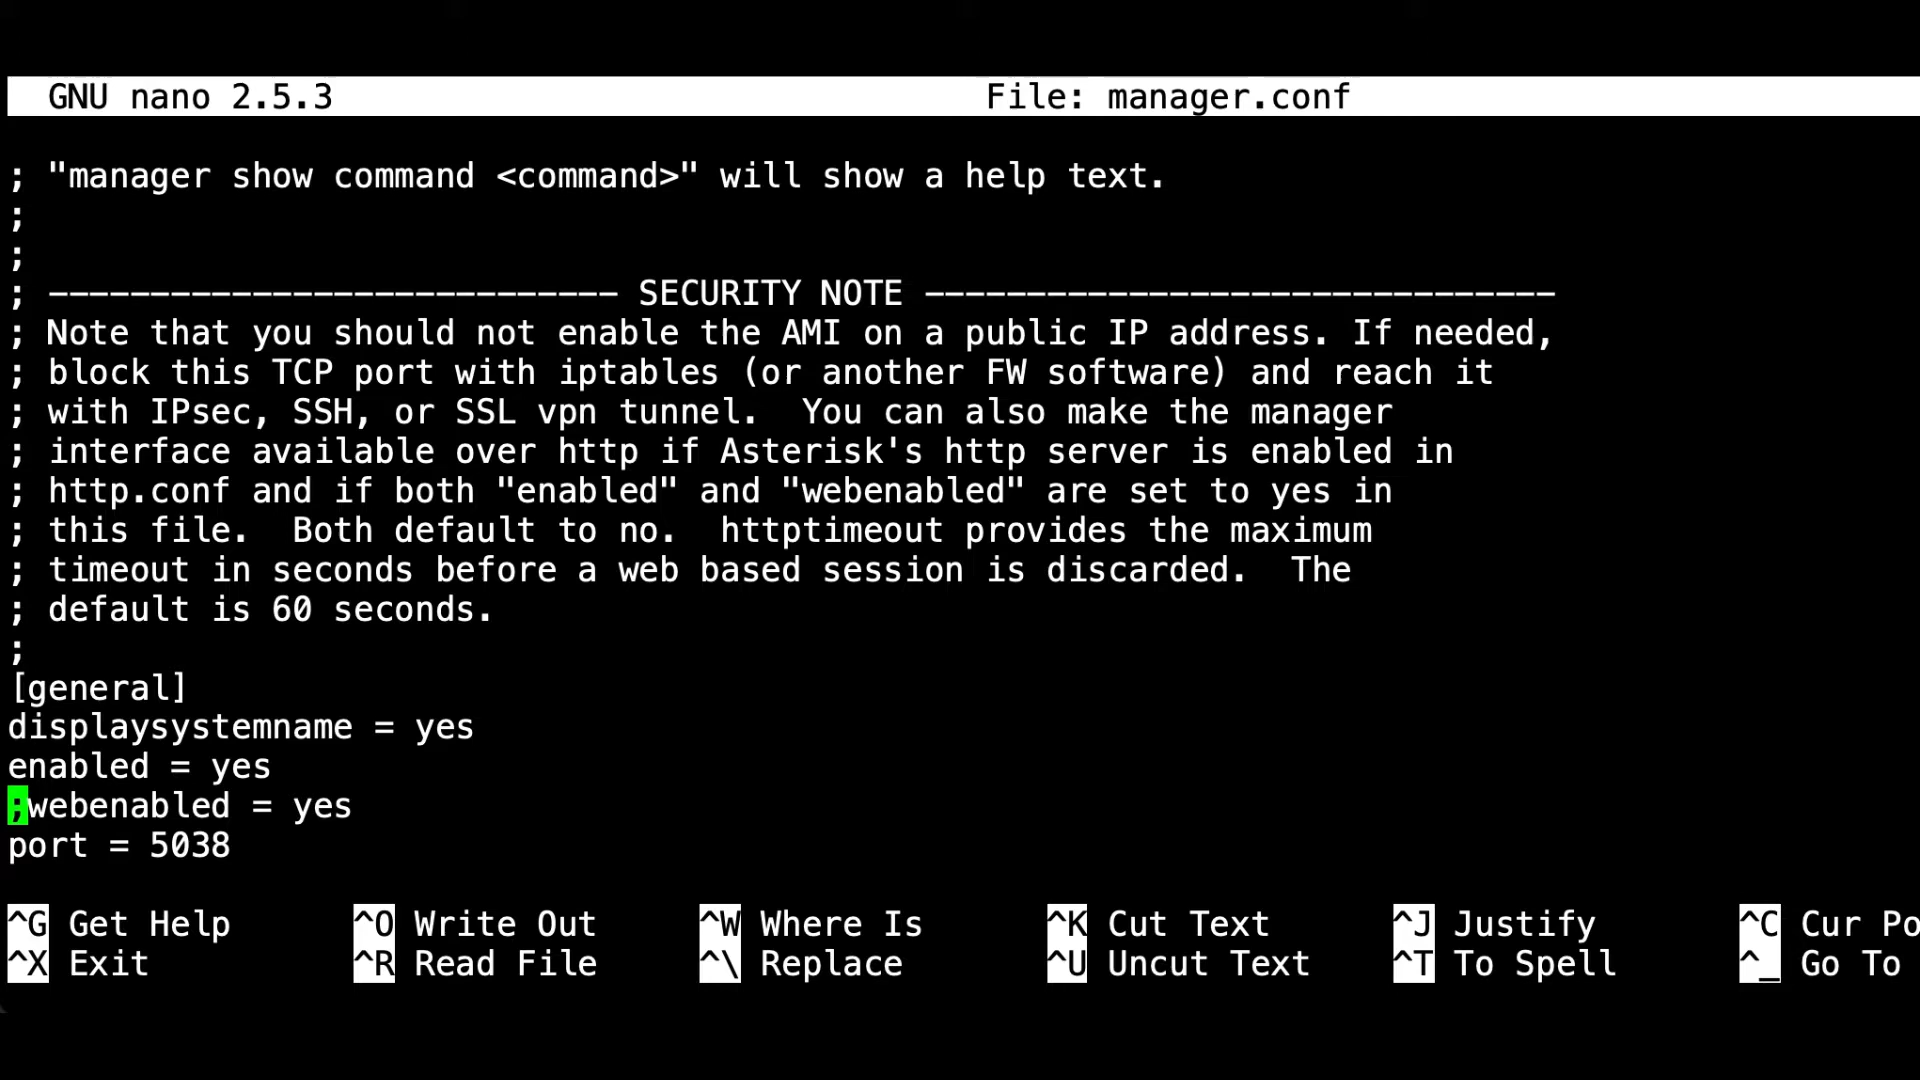 GNU nano 2.5.3 File: manager.conf
; "manager show command <command>" will show a help text.
;
;
; ---------------------------- SECURITY NOTE -------------------------------
; Note that you should not enable the AMI on a public IP address. If needed,
; block this TCP port with iptables (or another FW software) and reach it
; with IPsec, SSH, or SSL vpn tunnel.  You can also make the manager
; interface available over http if Asterisk's http server is enabled in
; http.conf and if both "enabled" and "webenabled" are set to yes in
; this file.  Both default to no.  httptimeout provides the maximum
; timeout in seconds before a web based session is discarded.  The
; default is 60 seconds.
;
[general]
displaysystemname = yes
enabled = yes
;webenabled = yes
port = 5038
^G Get Help ^O Write Out ^W Where Is ^K Cut Text ^J Justify ^C Cur Po
^X Exit ^R Read File ^\ Replace ^U Uncut Text ^T To Spell ^_ Go To